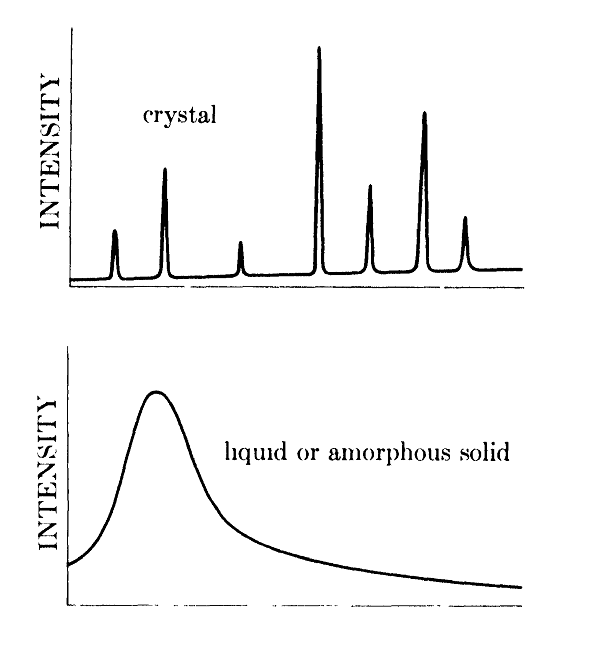 INTENSITY
crystal
INTENSITY
liquid or amorphous solid